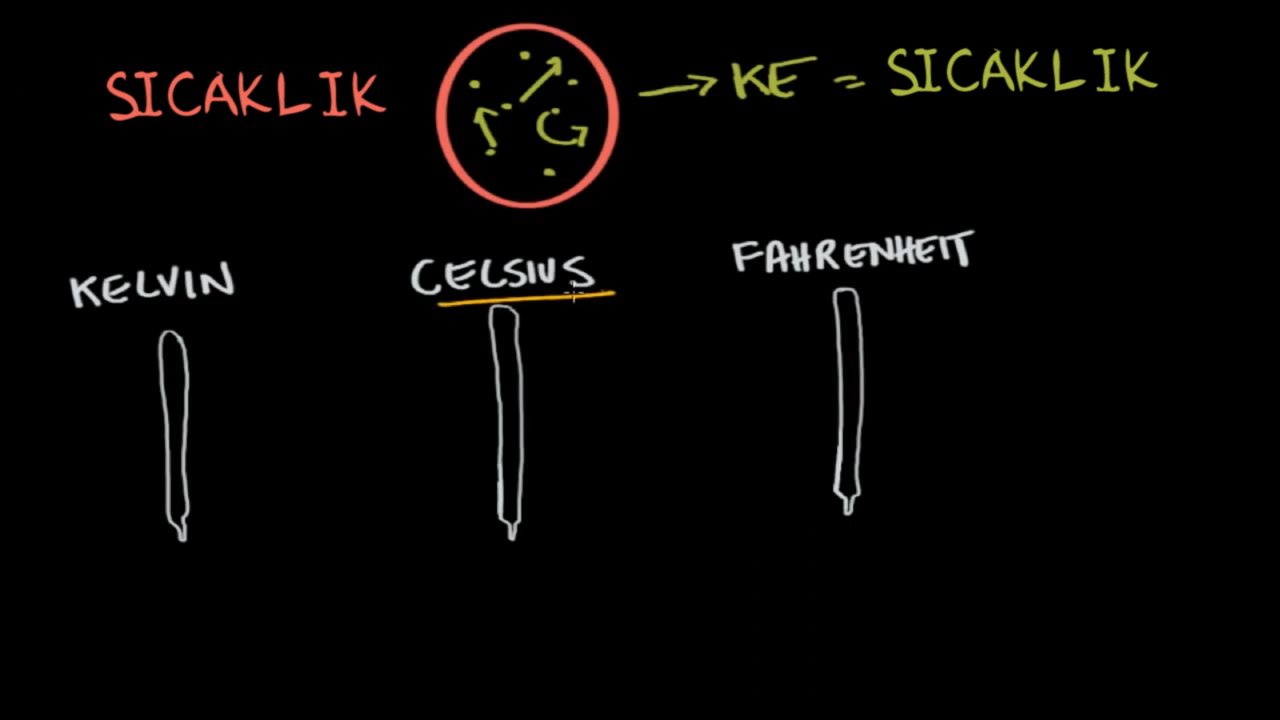 SICAKLIK → KE = SICAKLIK
KELVIN CELSIUS FAHRENHEIT